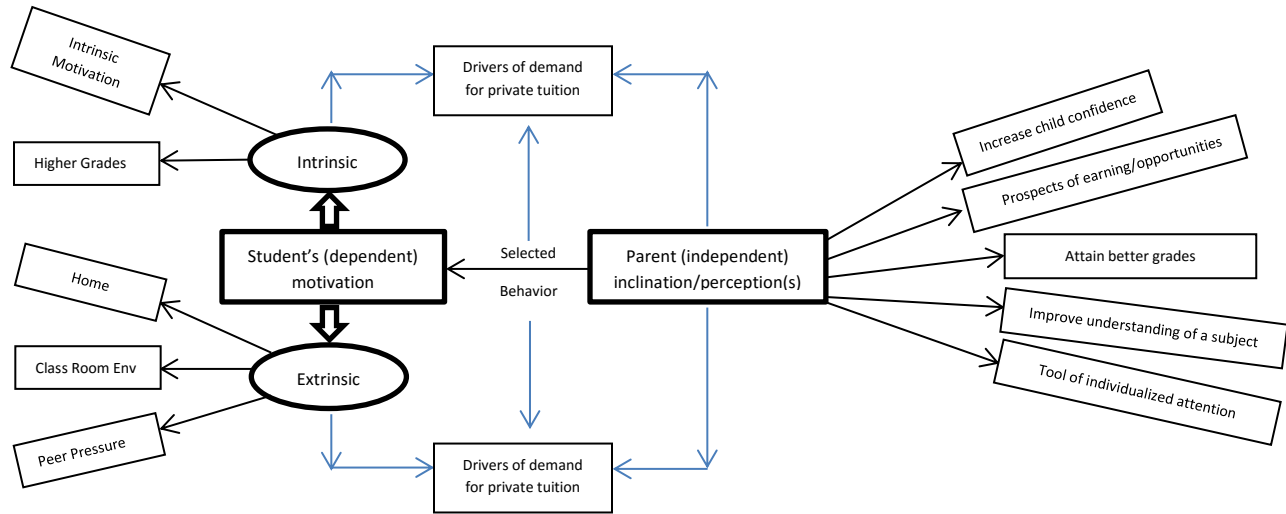 Intrinsic
Motivation
Higher Grades
Intrinsic
Drivers of demand
for private tuition
Increase child confidence
Prospects of earning/opportunities
Student's (dependent)
motivation
Selected
Behavior
Parent (independent)
inclination/perception(s)
Attain better grades
Home
Class Room Env
Peer Pressure
Extrinsic
Drivers of demand
for private tuition
Improve understanding of a subject
Tool of individualized attention